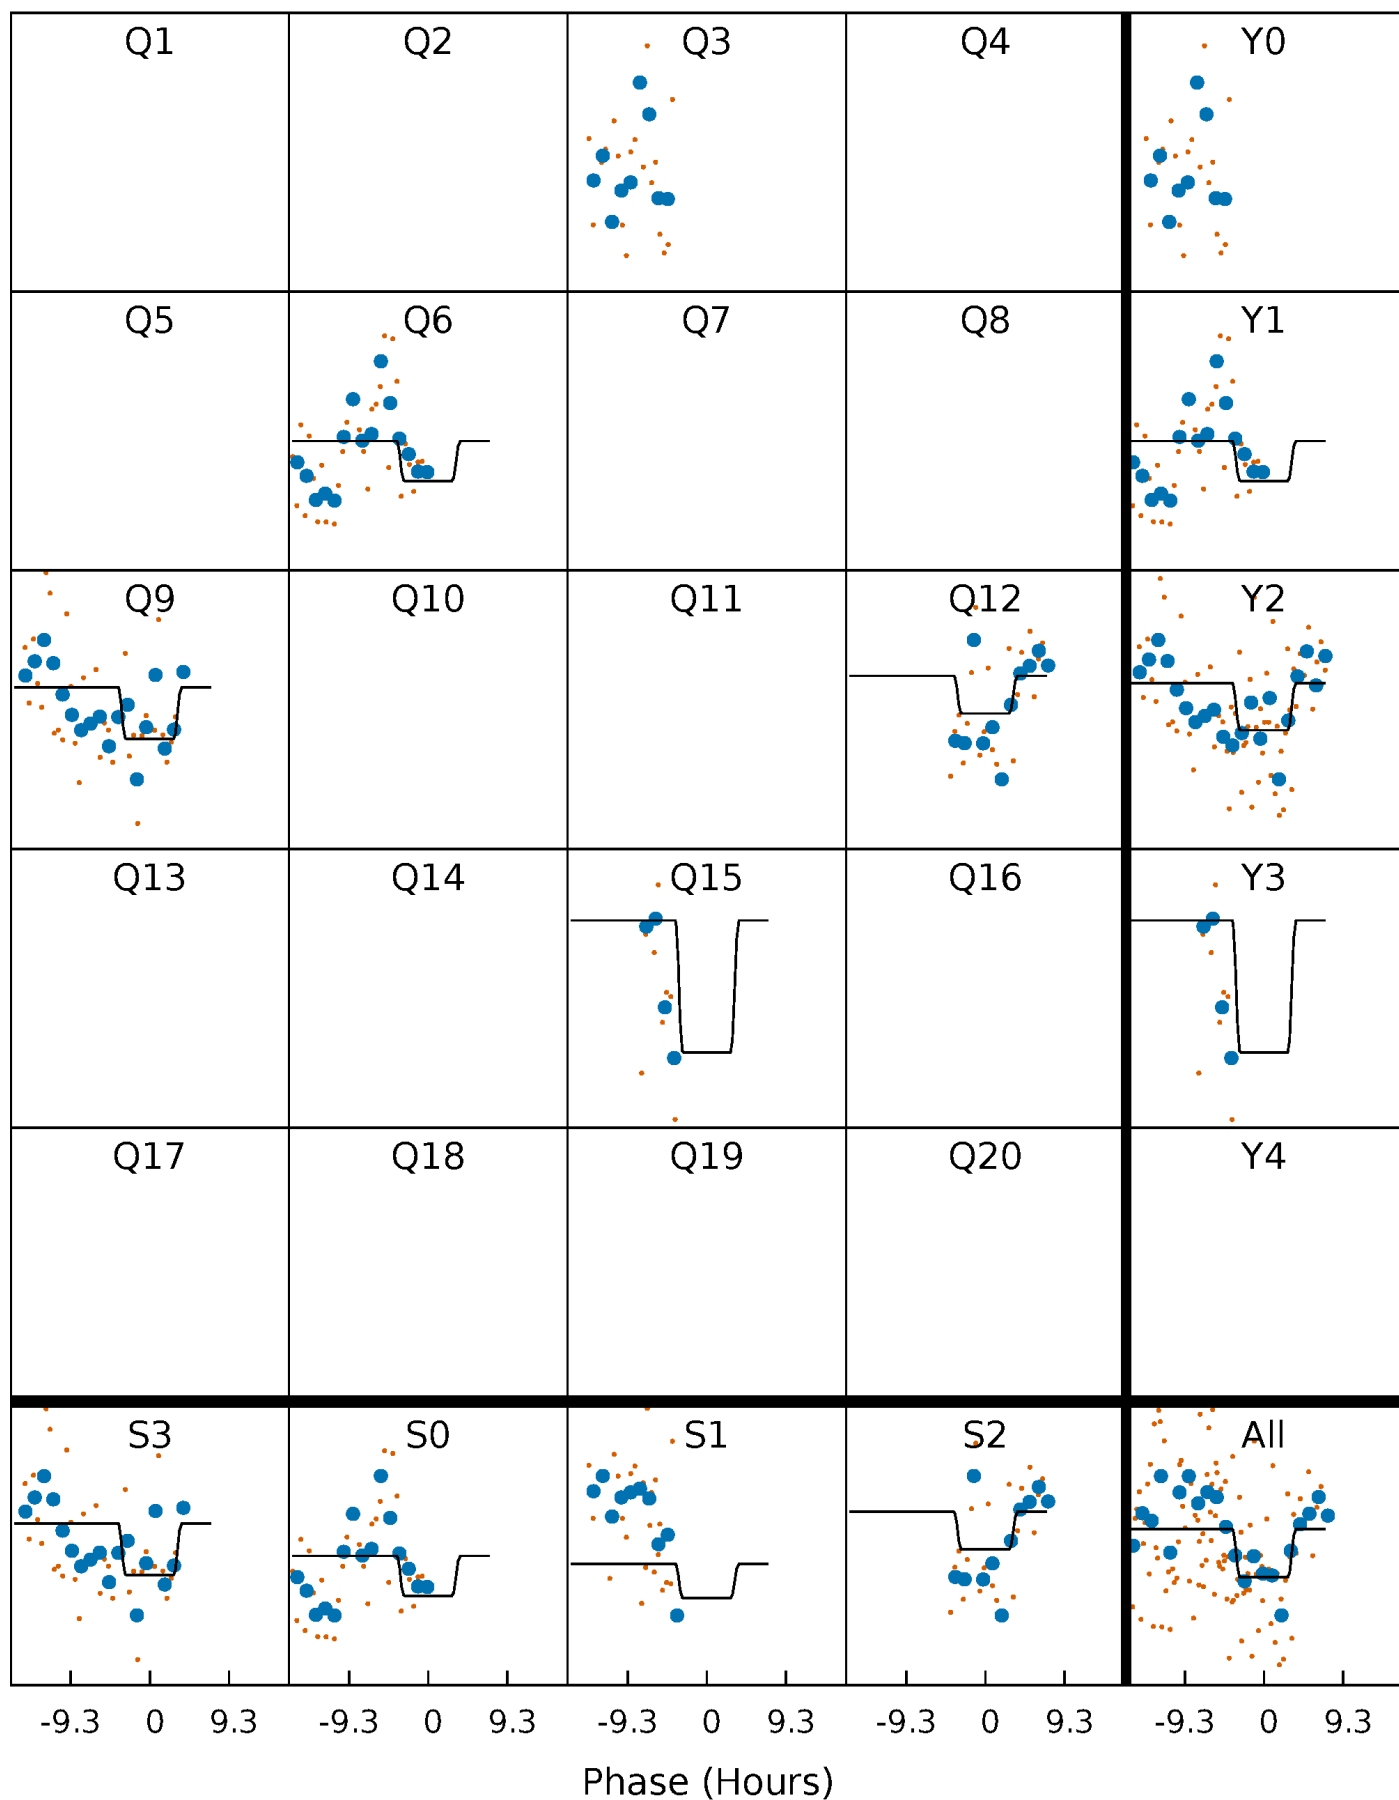 Q1 Q2 Q3 Q4 Y0
Q5 Q6 Q7 Q8 Y1
Q9 Q10 Q11 Q12 Y2
Q13 Q14 Q15 Q16 Y3
Q17 Q18 Q19 Q20 Y4
S3 S0 S1 S2 All
-9.3 0 9.3 -9.3 0 9.3 -9.3 0 9.3 -9.3 0 9.3 -9.3 0 9.3
Phase (Hours)